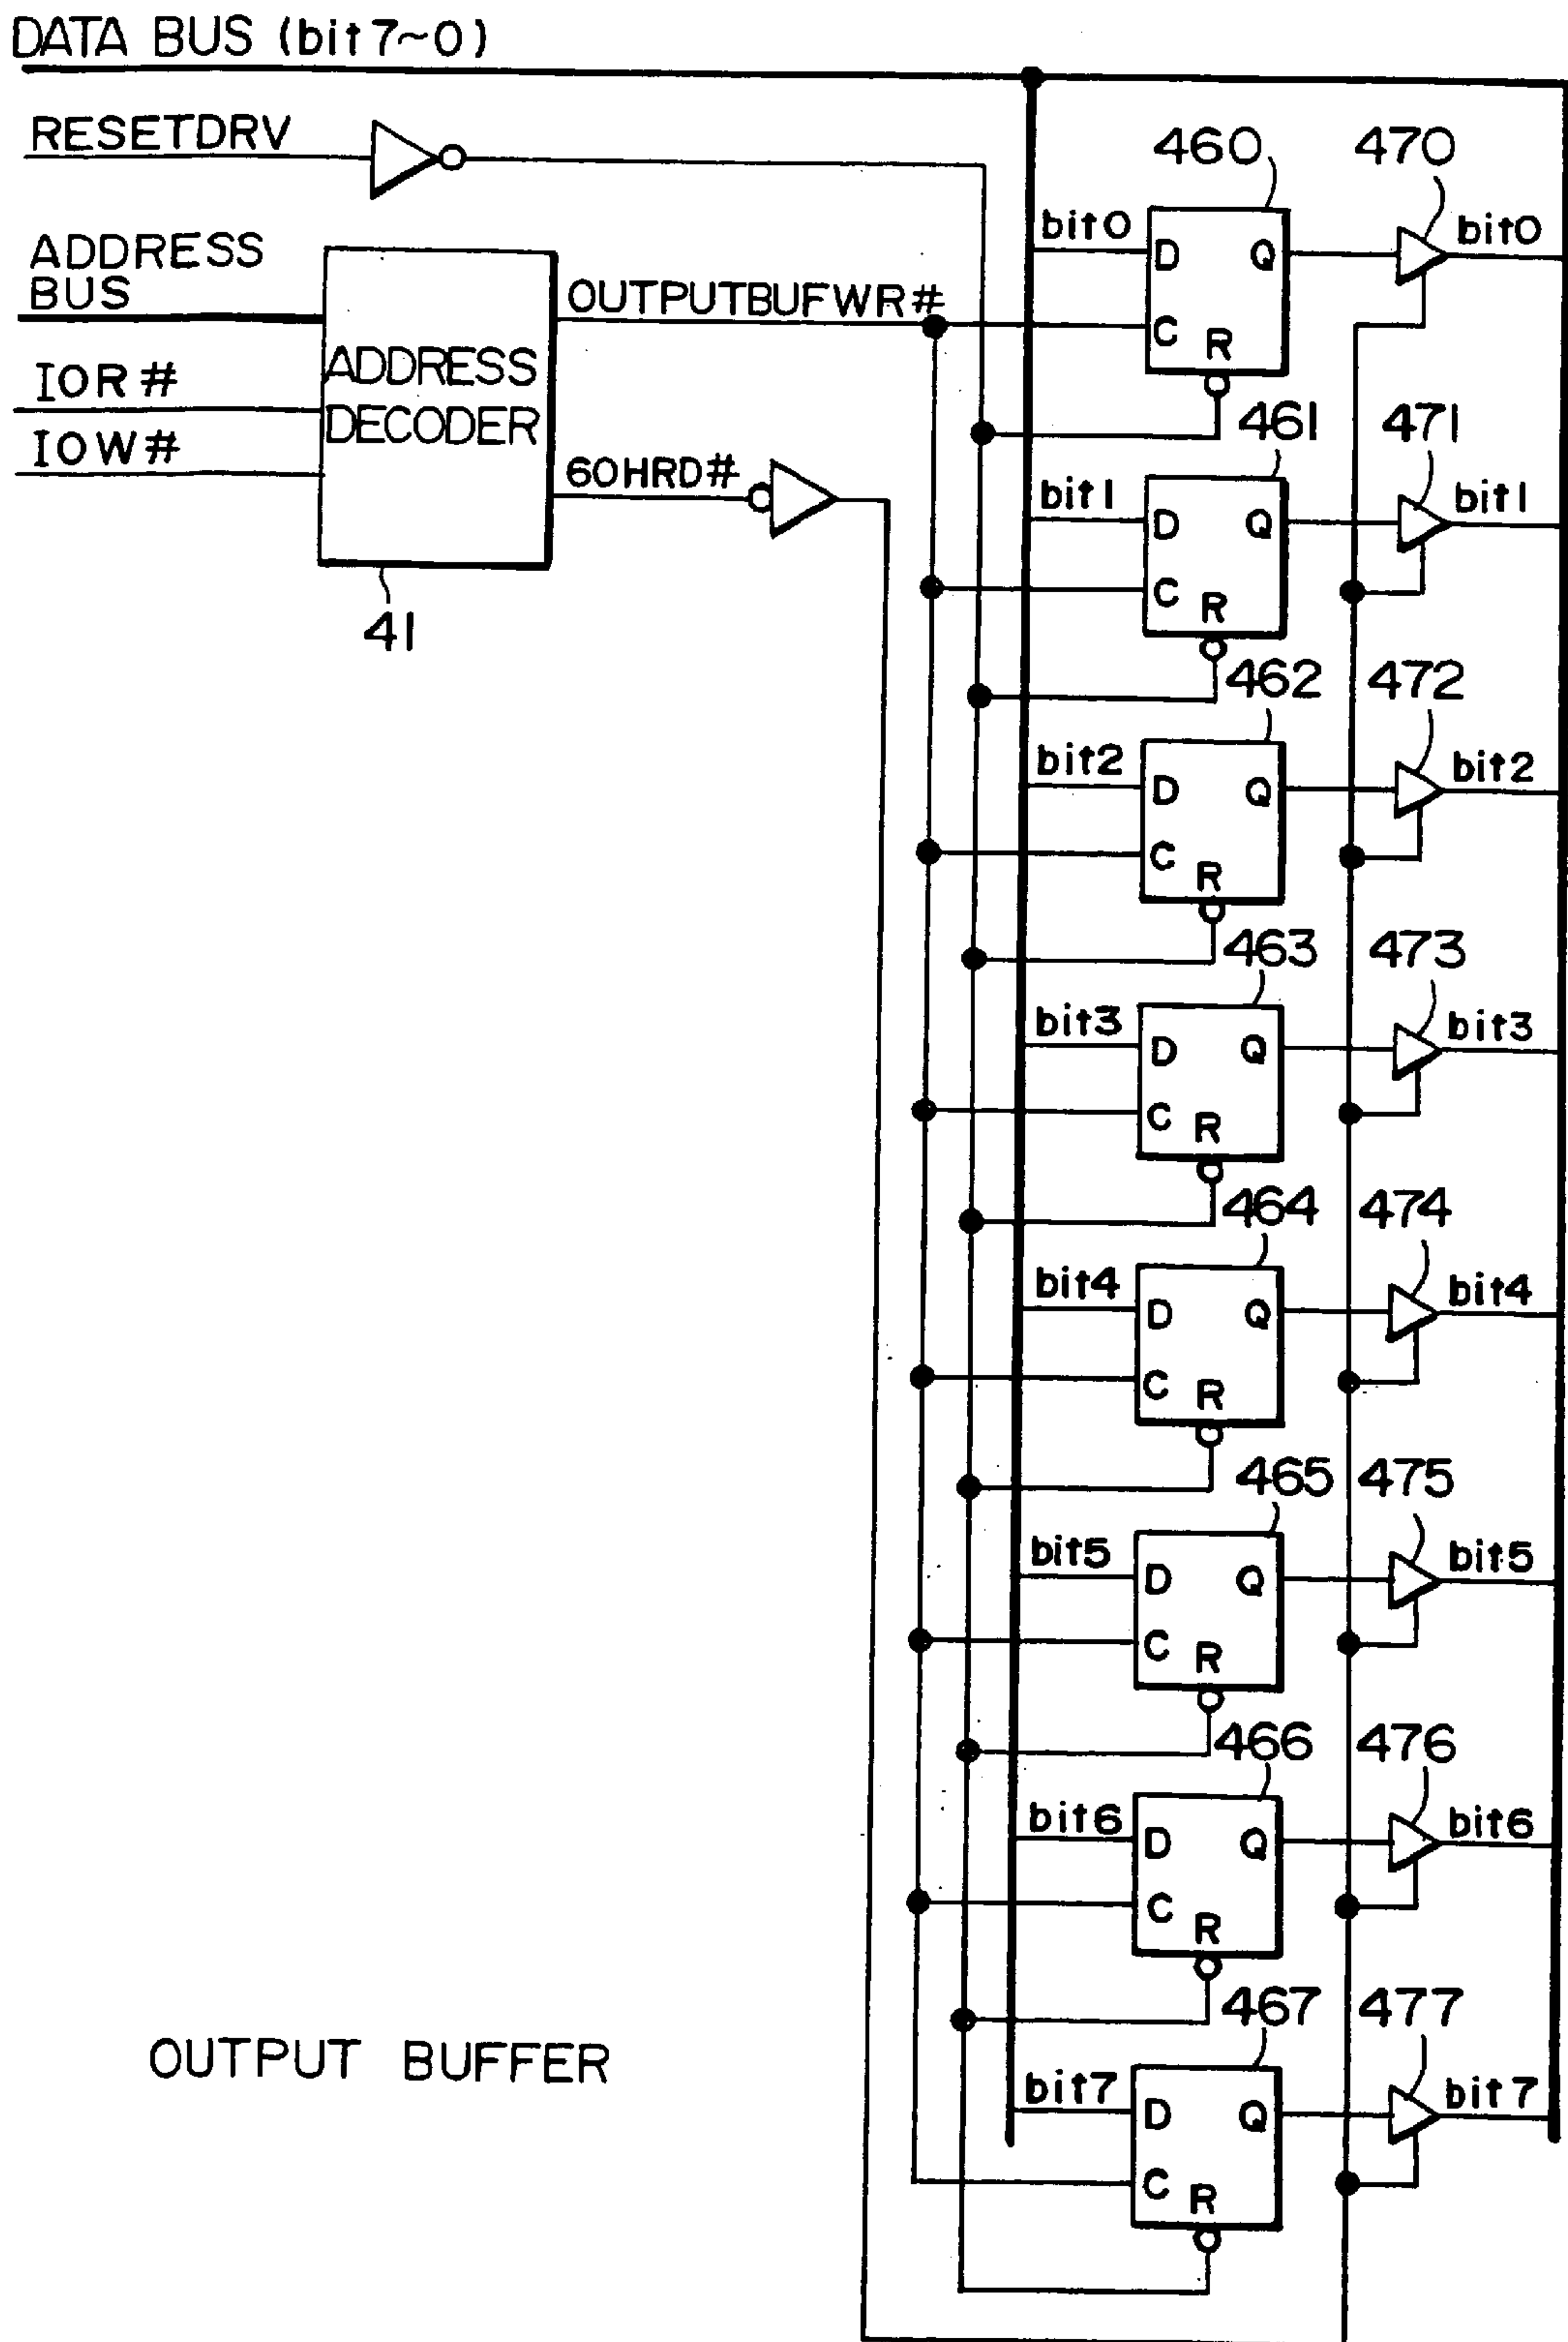 DATA BUS (bit7~0)
RESETDRV
ADDRESS
BUS
IOR#
IOW#
ADDRESS
DECODER
41
OUTPUTBUFWR#
60HRD#
460
470
bit0
D
Q
C
R
bit0
461
471
bit1
D
Q
C
R
bit1
462
472
bit2
D
Q
C
R
bit2
463
473
bit3
D
Q
C
R
bit3
464
474
bit4
D
Q
C
R
bit4
465
475
bit5
D
Q
C
R
bit5
466
476
bit6
D
Q
C
R
bit6
467
477
bit7
D
Q
C
R
bit7
OUTPUT BUFFER